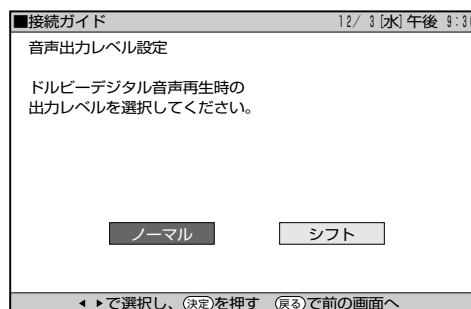 ■接続ガイド 12/ 3[水]午後 9:30
音声出力レベル設定
ドルビーデジタル音声再生時の
出力レベルを選択してください。
ノーマル シフト
◀ ▶で選択し、決定を押す 戻るで前の画面へ